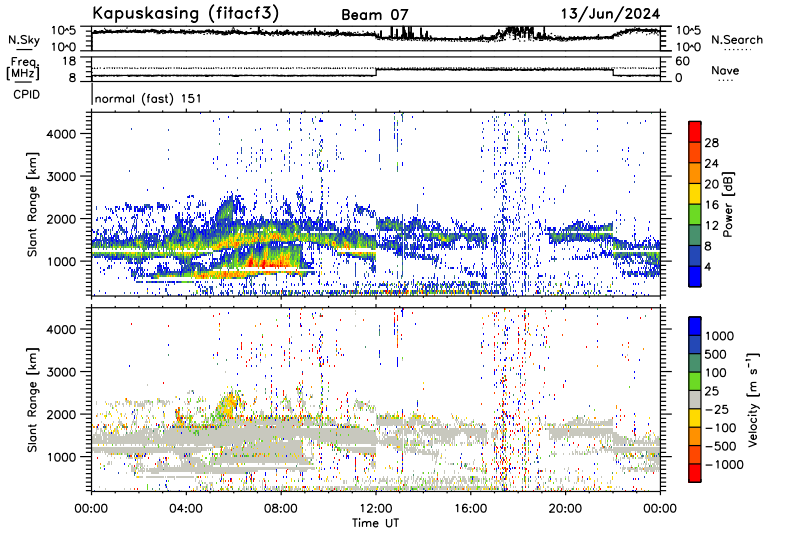 Kapuskasing (fitacf3) Beam 07 13/Jun/2024
N.Sky 10^5 10^0 10^5 10^0 N.Search
Freq. [MHz] 18 8 60 0 Nave
CPID normal (fast) 151
Slant Range [km] 4000 3000 2000 1000
Power [dB] 28 24 20 16 12 8 4
Slant Range [km] 4000 3000 2000 1000
Velocity [m s^-1] 1000 500 100 25 −25 −100 −500 −1000
00:00 04:00 08:00 12:00 16:00 20:00 00:00
Time UT